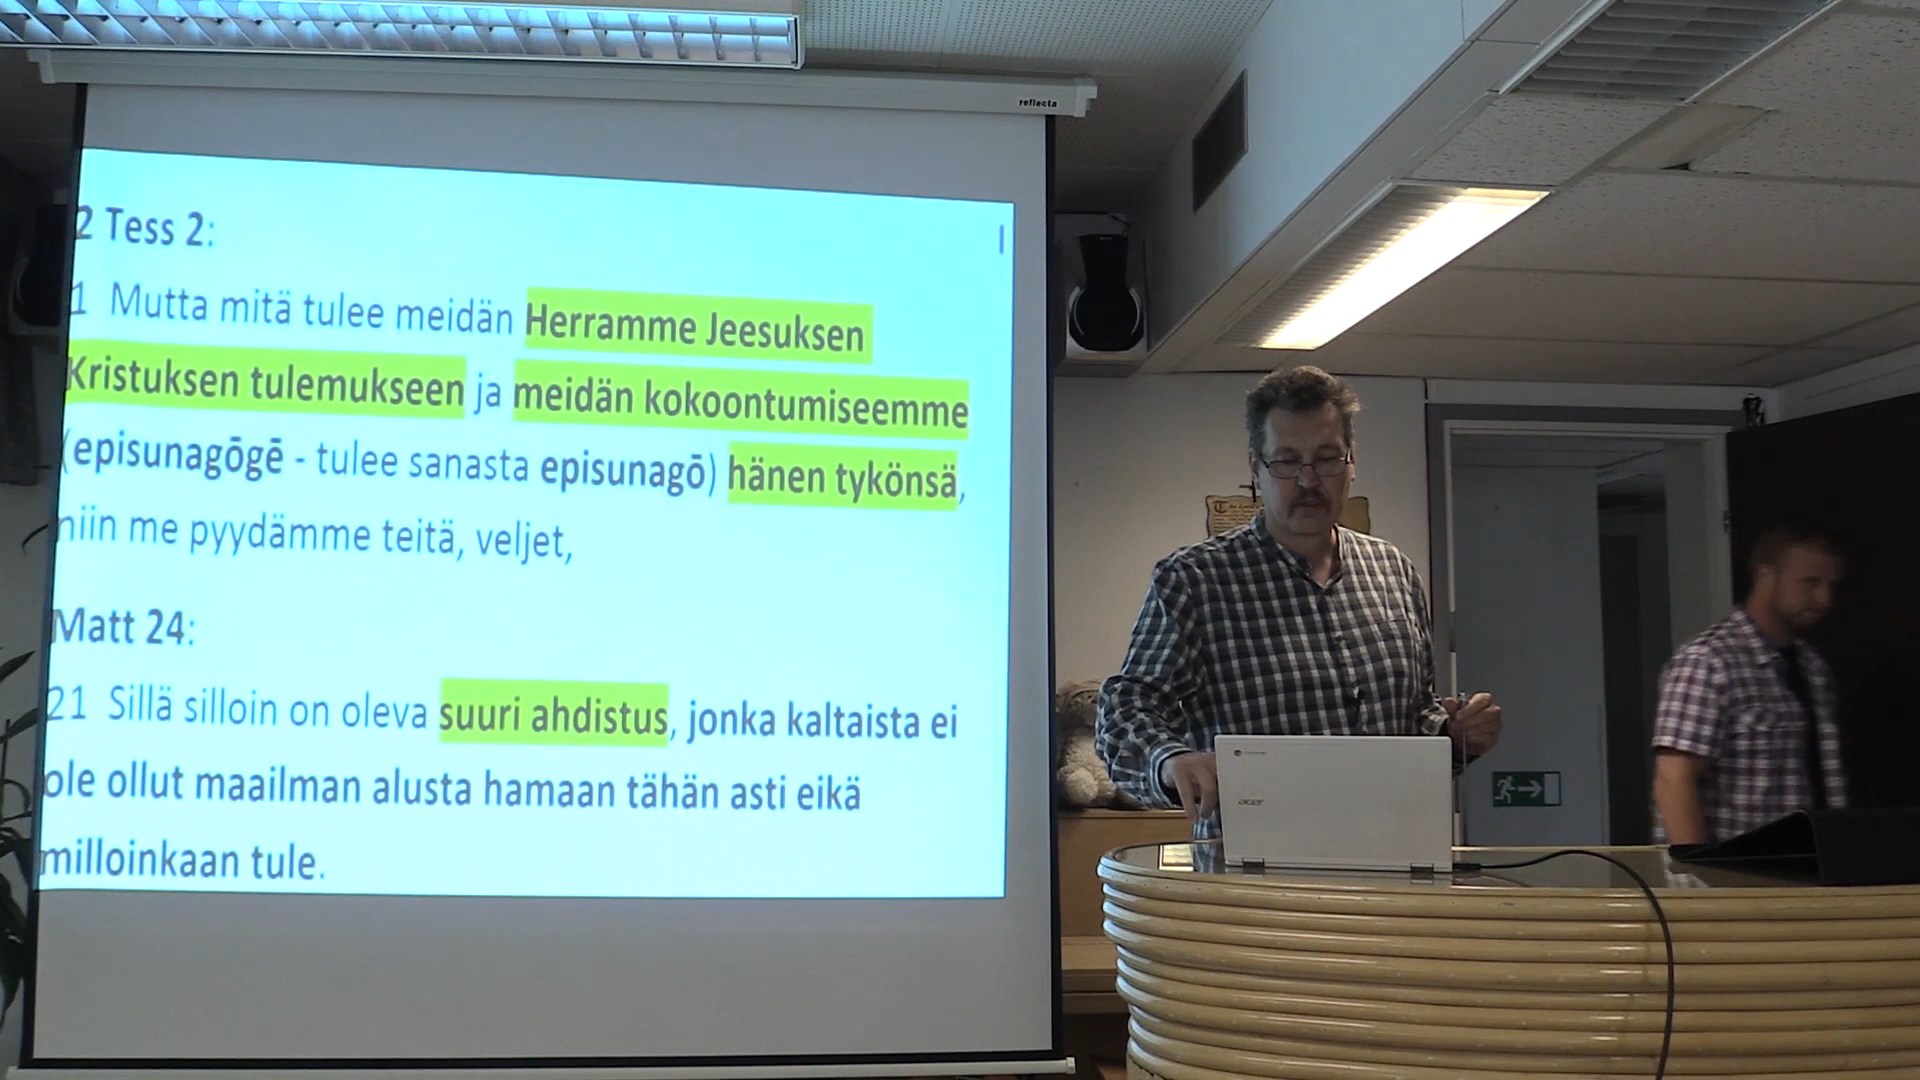 reflecta
2 Tess 2:
1 Mutta mitä tulee meidän Herramme Jeesuksen
Kristuksen tulemukseen ja meidän kokoontumiseemme
(episunagōgē - tulee sanasta episunagō) hänen tykönsä,
niin me pyydämme teitä, veljet,
Matt 24:
21 Sillä silloin on oleva suuri ahdistus, jonka kaltaista ei
ole ollut maailman alusta hamaan tähän asti eikä
milloinkaan tule.
acer